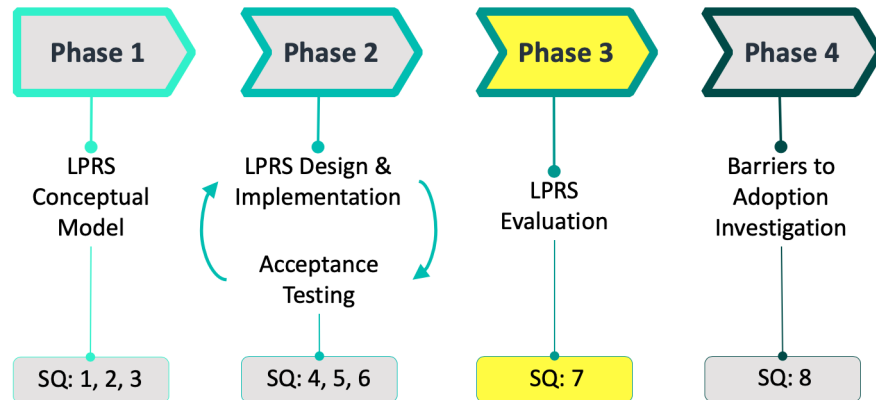 Phase 1
Phase 2
Phase 3
Phase 4
LPRS
Conceptual
Model
LPRS Design &
Implementation
Acceptance
Testing
LPRS
Evaluation
Barriers to
Adoption
Investigation
SQ: 1, 2, 3
SQ: 4, 5, 6
SQ: 7
SQ: 8